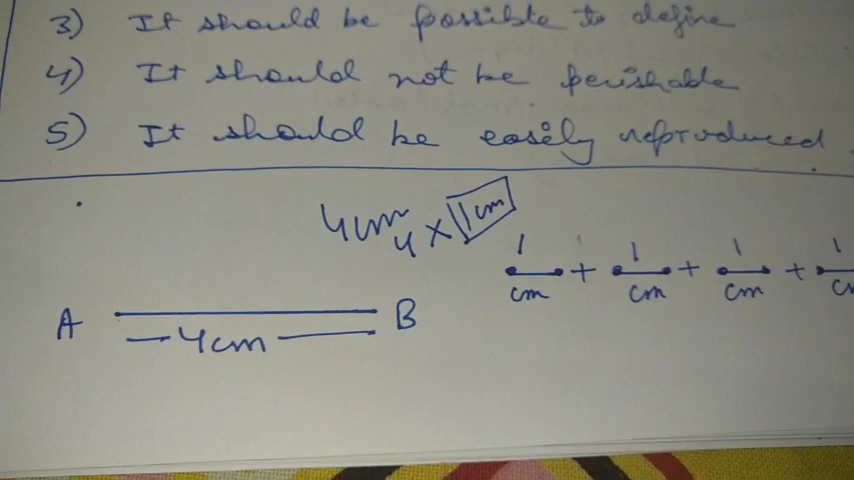 3) It should be possible to define
4) It should not be perishable
5) It should be easily reproduced.
4cm
4 × 1cm
1 1 1 1
+ + +
cm cm cm cm
A B
4cm